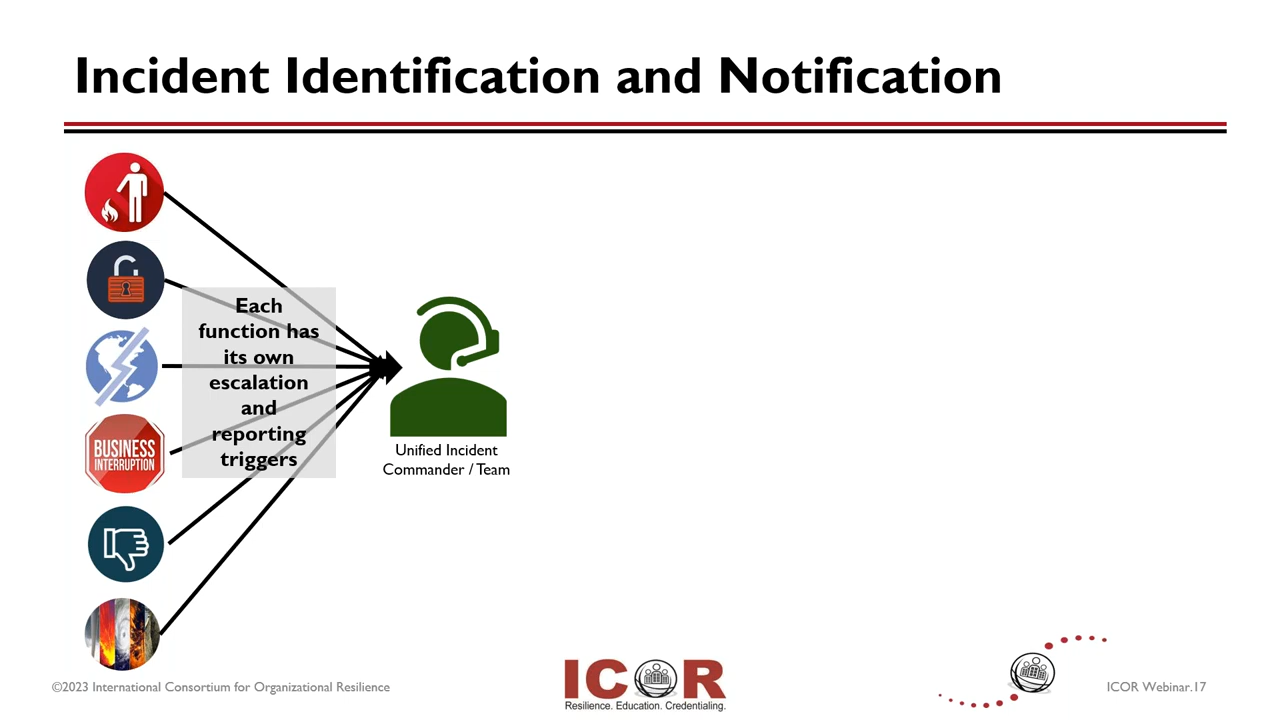 Incident Identification and Notification
Each
function has
its own
escalation
and
reporting
triggers
BUSINESS
INTERRUPTION
Unified Incident
Commander / Team
©2023 International Consortium for Organizational Resilience
ICOR
Resilience. Education. Credentialing.
ICOR Webinar.17